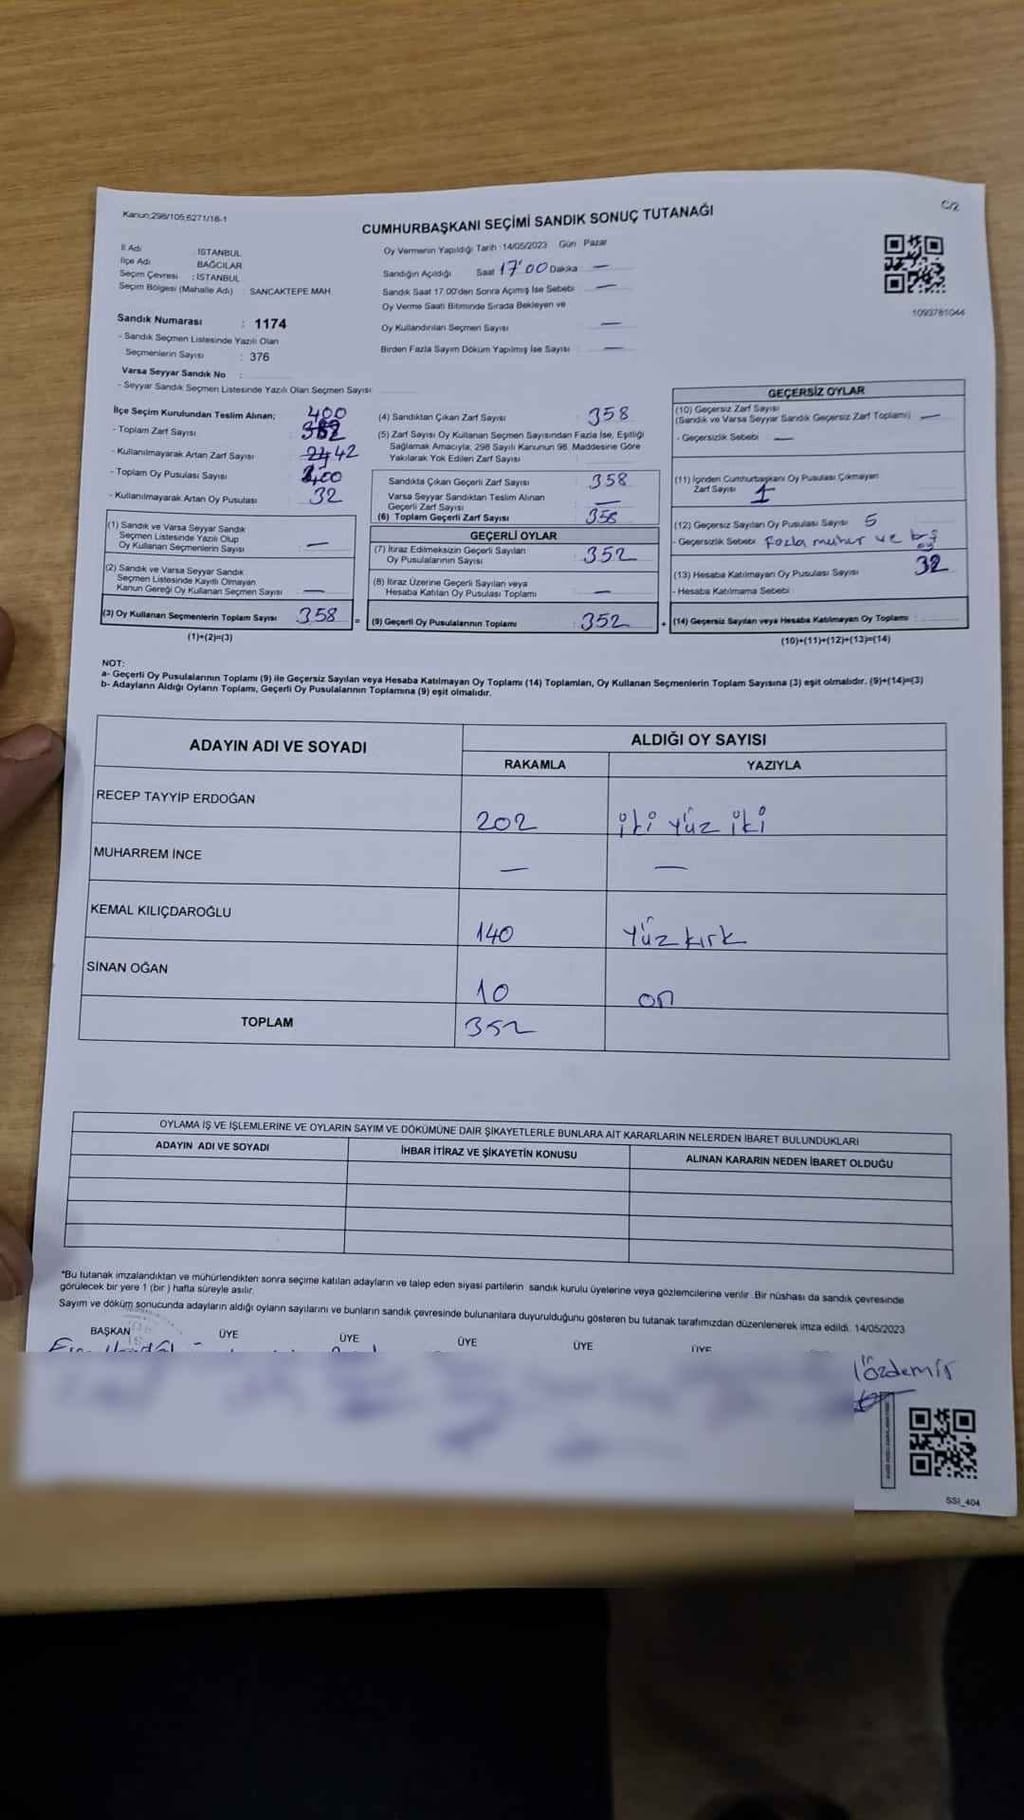 Kanun:298/105,6271/18-1
C/2
CUMHURBAŞKANI SEÇİMİ SANDIK SONUÇ TUTANAĞI
İl Adı İSTANBUL
İlçe Adı BAĞCILAR
Seçim Çevresi : İSTANBUL
Seçim Bölgesi (Mahalle Adı) SANCAKTEPE MAH.
Sandık Numarası : 1174
- Sandık Seçmen Listesinde Yazılı Olan
Seçmenlerin Sayısı : 376
Varsa Seyyar Sandık No :
- Seyyar Sandık Seçmen Listesinde Yazılı Olan Seçmen Sayısı:
Oy Vermenin Yapıldığı Tarih :14/05/2023 Gün Pazar
Sandığın Açıldığı Saat 17:00 Dakika —
Sandık Saat 17.00'den Sonra Açımış İse Sebebi —
Oy Verme Saati Bitiminde Sırada Bekleyen ve
Oy Kullandırılan Seçmen Sayısı —
Birden Fazla Sayım Döküm Yapılmış İse Sayısı —
1093781044
İlçe Seçim Kurulundan Teslim Alınan;
- Toplam Zarf Sayısı 400
- Kullanılmayarak Artan Zarf Sayısı 42
- Toplam Oy Pusulası Sayısı 400
- Kullanılmayarak Artan Oy Pusulası 32
(1) Sandık ve Varsa Seyyar Sandık
Seçmen Listesinde Yazılı Olup
Oy Kullanan Seçmenlerin Sayısı —
(2) Sandık ve Varsa Seyyar Sandık
Seçmen Listesinde Kayıtlı Olmayan
Kanun Gereği Oy Kullanan Seçmen Sayısı —
(3) Oy Kullanan Seçmenlerin Toplam Sayısı 358 =
(1)+(2)=(3)
(4) Sandıktan Çıkan Zarf Sayısı 358
(5) Zarf Sayısı Oy Kullanan Seçmen Sayısından Fazla İse, Eşitliği
Sağlamak Amacıyla, 298 Sayılı Kanunun 98. Maddesine Göre
Yakılarak Yok Edilen Zarf Sayısı
Sandıkta Çıkan Geçerli Zarf Sayısı 358
Varsa Seyyar Sandıktan Teslim Alınan
Geçerli Zarf Sayısı —
(6) Toplam Geçerli Zarf Sayısı 358
GEÇERLİ OYLAR
(7) İtiraz Edilmeksizin Geçerli Sayılan
Oy Pusulalarının Sayısı 352
(8) İtiraz Üzerine Geçerli Sayılan veya
Hesaba Katılan Oy Pusulası Toplamı —
(9) Geçerli Oy Pusulalarının Toplamı 352 +
GEÇERSİZ OYLAR
(10) Geçersiz Zarf Sayısı
(Sandık ve Varsa Seyyar Sandık Geçersiz Zarf Toplamı) —
- Geçersizlik Sebebi —
(11) İçinden Cumhurbaşkanı Oy Pusulası Çıkmayan
Zarf Sayısı 1
(12) Geçersiz Sayılan Oy Pusulası Sayısı 5
- Geçersizlik Sebebi Fazla mühür ve
oy
(13) Hesaba Katılmayan Oy Pusulası Sayısı 32
- Hesaba Katılmama Sebebi
(14) Geçersiz Sayılan veya Hesaba Katılmayan Oy Toplamı
(10)+(11)+(12)+(13)=(14)
NOT:
a- Geçerli Oy Pusulalarının Toplamı (9) ile Geçersiz Sayılan veya Hesaba Katılmayan Oy Toplamı (14) Toplamları, Oy Kullanan Seçmenlerin Toplam Sayısına (3) eşit olmalıdır. (9)+(14)=(3)
b- Adayların Aldığı Oyların Toplamı, Geçerli Oy Pusulalarının Toplamına (9) eşit olmalıdır.
ADAYIN ADI VE SOYADI
ALDIĞI OY SAYISI
RAKAMLA YAZIYLA
RECEP TAYYİP ERDOĞAN 202 iki yüz iki
MUHARREM İNCE — —
KEMAL KILIÇDAROĞLU 140 yüz kırk
SİNAN OĞAN 10 on
TOPLAM 352
OYLAMA İŞ VE İŞLEMLERİNE VE OYLARIN SAYIM VE DÖKÜMÜNE DAİR ŞİKAYETLERLE BUNLARA AİT KARARLARIN NELERDEN İBARET BULUNDUKLARI
ADAYIN ADI VE SOYADI İHBAR İTİRAZ VE ŞİKAYETİN KONUSU ALINAN KARARIN NEDEN İBARET OLDUĞU
*Bu tutanak imzalandıktan ve mühürlendikten sonra seçime katılan adayların ve talep eden siyasi partilerin sandık kurulu üyelerine veya gözlemcilerine verilir. Bir nüshası da sandık çevresinde
görülecek bir yere 1 (bir) hafta süreyle asılır.
Sayım ve döküm sonucunda adayların aldığı oyların sayılarını ve bunların sandık çevresinde bulunanlara duyurulduğunu gösteren bu tutanak tarafımızdan düzenlenerek imza edildi. 14/05/2023
BAŞKAN ÜYE ÜYE ÜYE ÜYE ÜYE
Özdemir
SSI_404